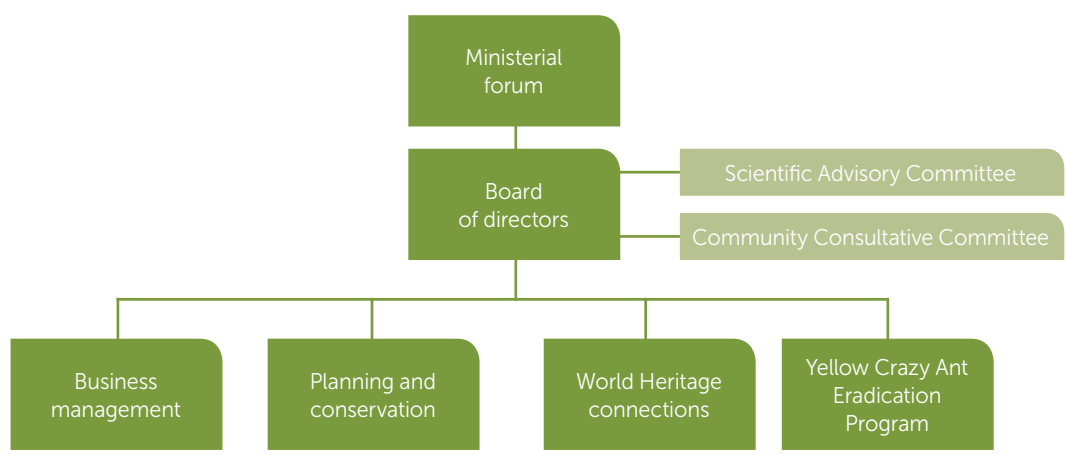 Ministerial
forum
Board
of directors
Scientific Advisory Committee
Community Consultative Committee
Business
management
Planning and
conservation
World Heritage
connections
Yellow Crazy Ant
Eradication
Program